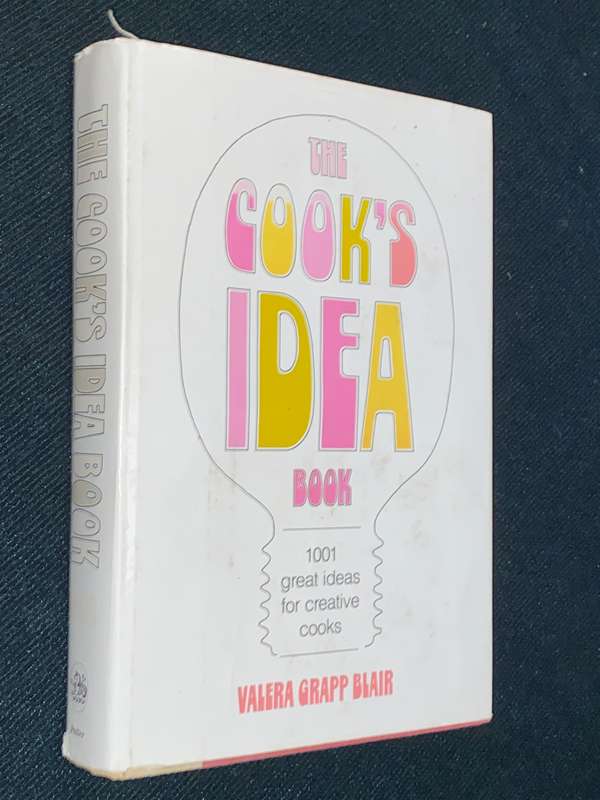 THE COOK'S IDEA BOOK
THE
COOK'S
IDEA
BOOK
1001
great ideas
for creative
cooks
VALERA GRAPP BLAIR